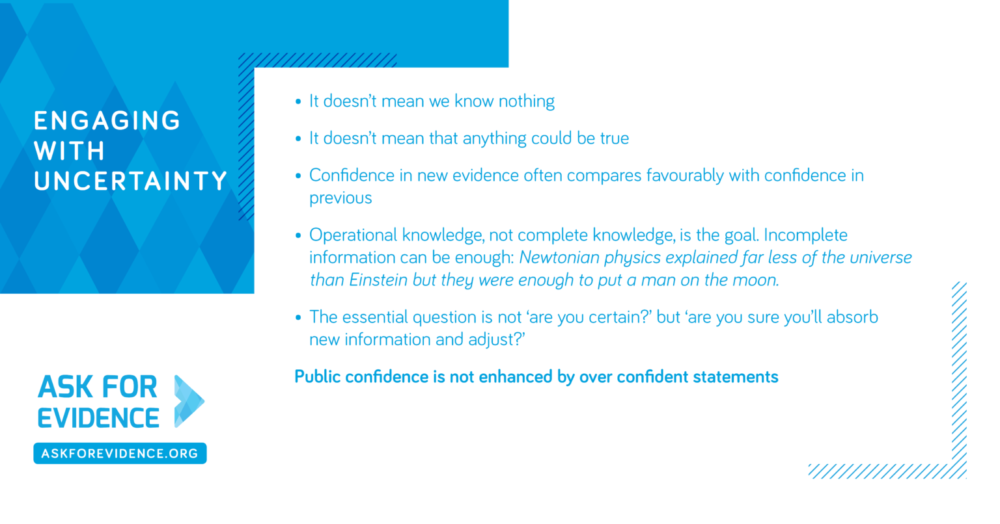 ENGAGING
WITH
UNCERTAINTY
• It doesn’t mean we know nothing
• It doesn’t mean that anything could be true
• Confidence in new evidence often compares favourably with confidence in
previous
• Operational knowledge, not complete knowledge, is the goal. Incomplete
information can be enough: Newtonian physics explained far less of the universe
than Einstein but they were enough to put a man on the moon.
• The essential question is not ‘are you certain?’ but ‘are you sure you’ll absorb
new information and adjust?’
Public confidence is not enhanced by over confident statements
ASK FOR
EVIDENCE
ASKFOREVIDENCE.ORG